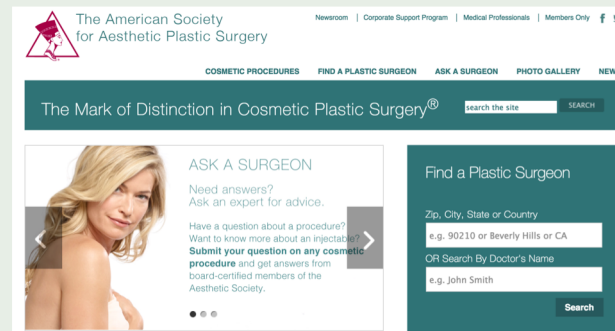 The American Society
for Aesthetic Plastic Surgery
Newsroom | Corporate Support Program | Medical Professionals | Members Only f
COSMETIC PROCEDURES FIND A PLASTIC SURGEON ASK A SURGEON PHOTO GALLERY NEW
The Mark of Distinction in Cosmetic Plastic Surgery®
search the site SEARCH
ASK A SURGEON
Need answers?
Ask an expert for advice.
Have a question about a procedure?
Want to know more about an injectable?
Submit your question on any cosmetic
procedure and get answers from
board-certified members of the
Aesthetic Society.
Find a Plastic Surgeon
Zip, City, State or Country
e.g. 90210 or Beverly Hills or CA
OR Search By Doctor's Name
e.g. John Smith
Search